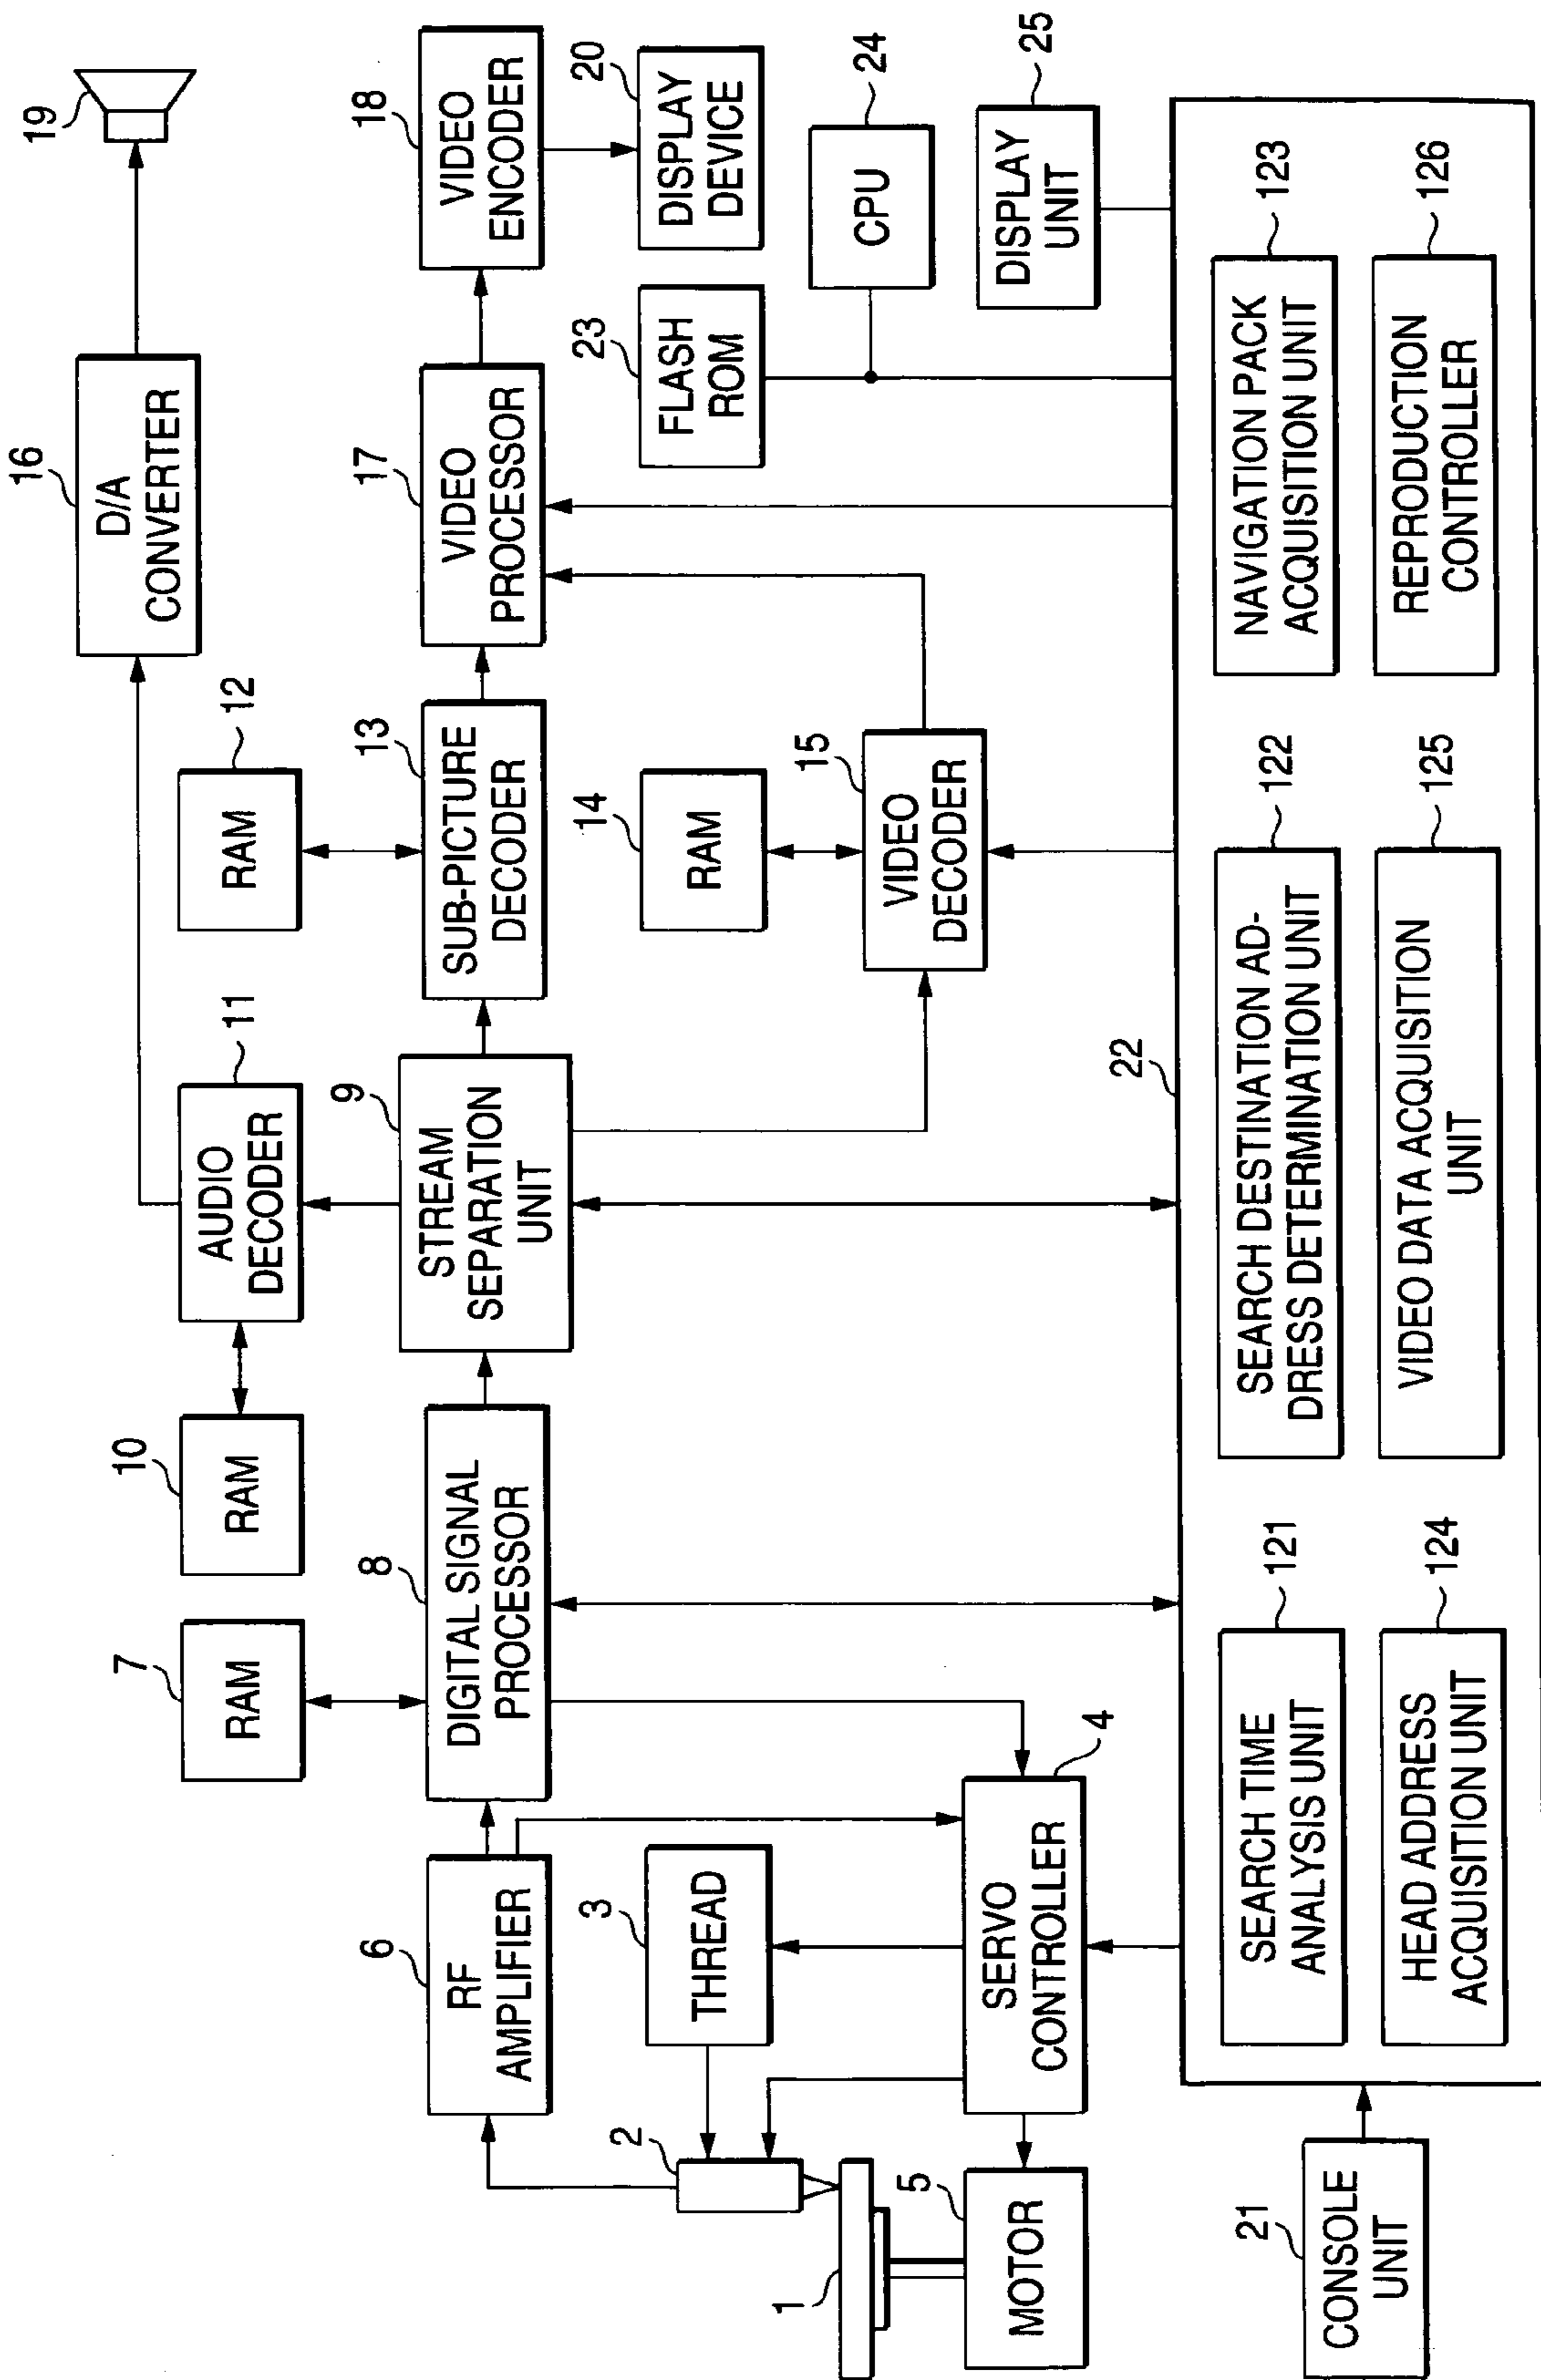 19
16
D/A
CONVERTER
18
VIDEO
ENCODER
20
DISPLAY
DEVICE
24
CPU
25
DISPLAY
UNIT
17
VIDEO
PROCESSOR
23
FLASH
ROM
12
RAM
13
SUB-PICTURE
DECODER
14
RAM
15
VIDEO
DECODER
11
AUDIO
DECODER
9
STREAM
SEPARATION
UNIT
10
RAM
7
RAM
8
DIGITAL SIGNAL
PROCESSOR
6
RF
AMPLIFIER
3
THREAD
4
SERVO
CONTROLLER
2
1
5
MOTOR
21
CONSOLE
UNIT
22
121
SEARCH TIME
ANALYSIS UNIT
122
SEARCH DESTINATION AD-
DRESS DETERMINATION UNIT
123
NAVIGATION PACK
ACQUISITION UNIT
124
HEAD ADDRESS
ACQUISITION UNIT
125
VIDEO DATA ACQUISITION
UNIT
126
REPRODUCTION
CONTROLLER